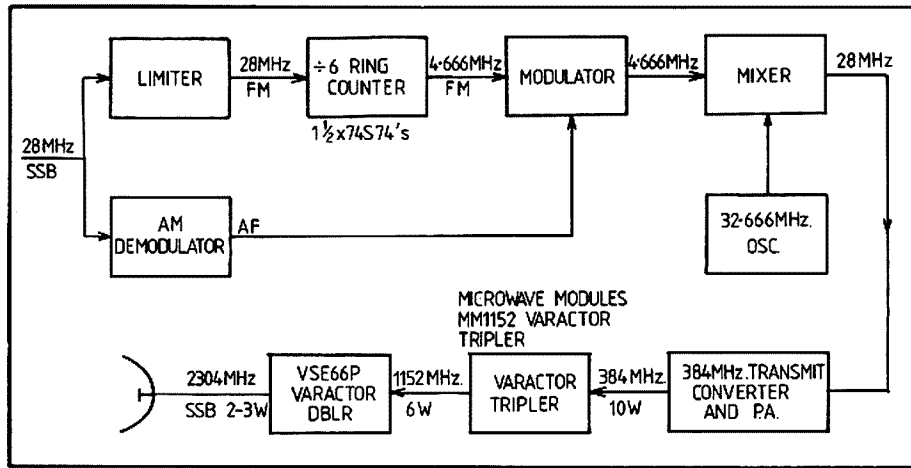 28MHz
SSB
LIMITER
28MHz
FM
÷6 RING
COUNTER
1½x74S74's
4·666MHz
FM
MODULATOR
4·666MHz
MIXER
28MHz
AM
DEMODULATOR
AF
32·666MHz.
OSC.
MICROWAVE MODULES
MM1152 VARACTOR
TRIPLER
2304MHz
SSB 2-3W
VSE66P
VARACTOR
DBLR
1152MHz.
6W
VARACTOR
TRIPLER
384MHz.
10W
384MHz.TRANSMIT
CONVERTER
AND P.A.